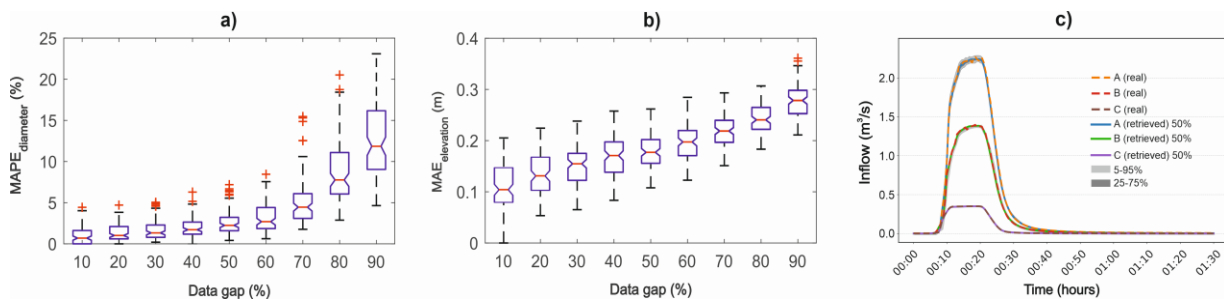 a)
MAPE diameter (%)
25
20
15
10
5
0
10 20 30 40 50 60 70 80 90
Data gap (%)
b)
MAE elevation (m)
0.4
0.3
0.2
0.1
0
10 20 30 40 50 60 70 80 90
Data gap (%)
c)
Inflow (m³/s)
2.0
1.5
1.0
0.5
0.0
A (real)
B (real)
C (real)
A (retrieved) 50%
B (retrieved) 50%
C (retrieved) 50%
5-95%
25-75%
00:00 00:10 00:20 00:30 00:40 00:50 01:00 01:10 01:20 01:30
Time (hours)